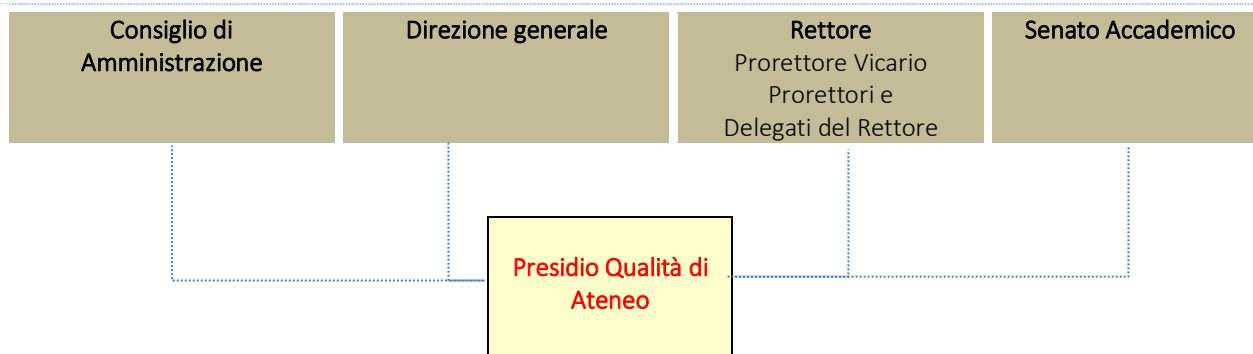 Consiglio di
Amministrazione
Direzione generale
Rettore
Prorettore Vicario
Prorettori e
Delegati del Rettore
Senato Accademico
Presidio Qualità di
Ateneo